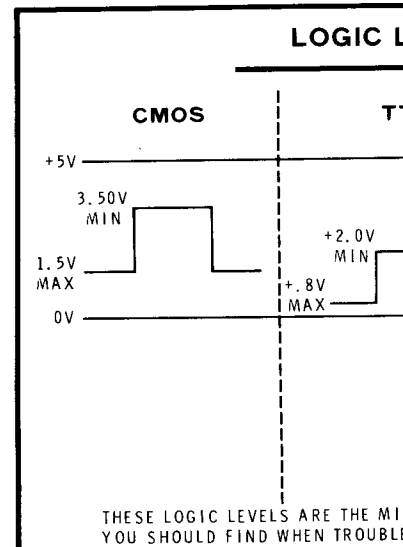 LOGIC L
CMOS
T
+5V
3.50V
MIN
+2.0V
MIN
1.5V
MAX
+.8V
MAX
0V
THESE LOGIC LEVELS ARE THE MI
YOU SHOULD FIND WHEN TROUBLE